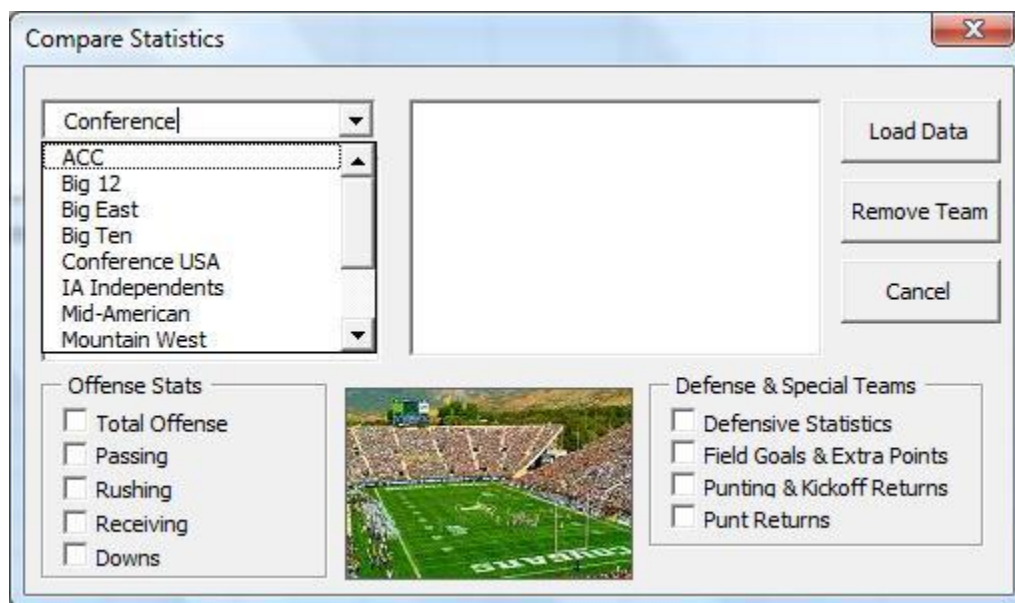 Compare Statistics
Conference
ACC
Big 12
Big East
Big Ten
Conference USA
IA Independents
Mid-American
Mountain West
Load Data
Remove Team
Cancel
Offense Stats
Total Offense
Passing
Rushing
Receiving
Downs
COUGARS
Defense & Special Teams
Defensive Statistics
Field Goals & Extra Points
Punting & Kickoff Returns
Punt Returns